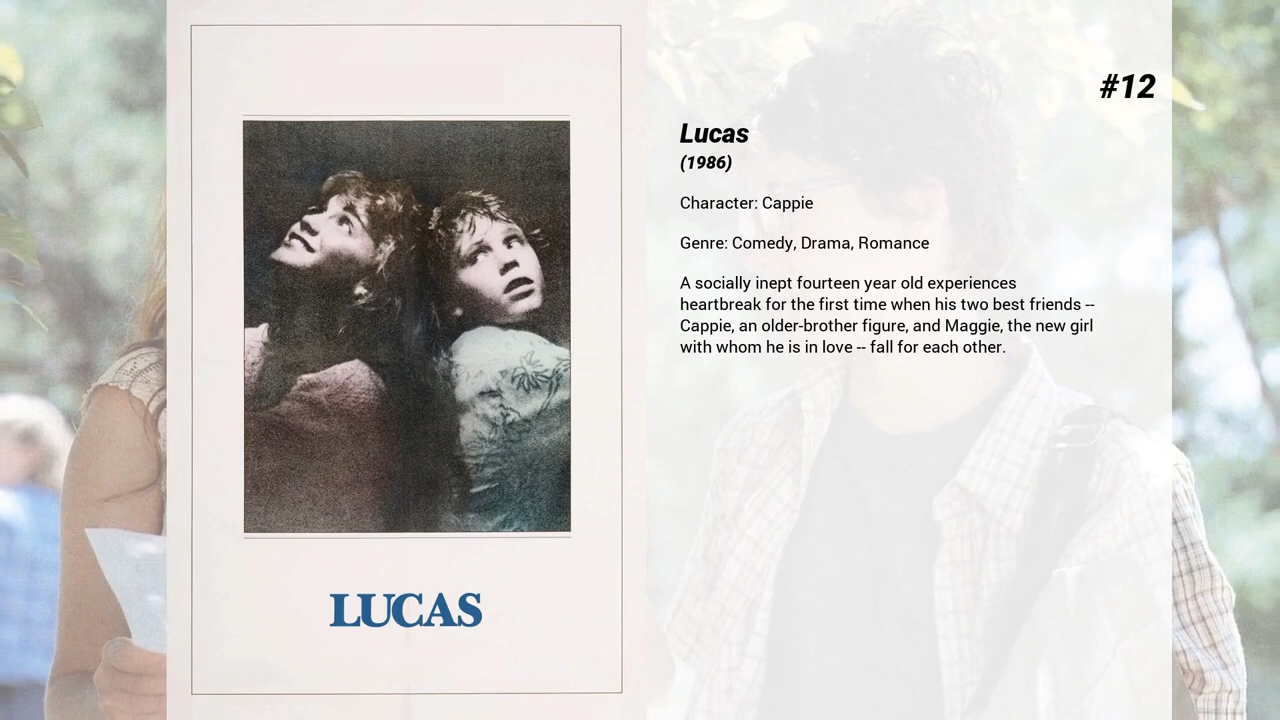 #12
Lucas
(1986)
Character: Cappie
Genre: Comedy, Drama, Romance
A socially inept fourteen year old experiences
heartbreak for the first time when his two best friends --
Cappie, an older-brother figure, and Maggie, the new girl
with whom he is in love -- fall for each other.
LUCAS